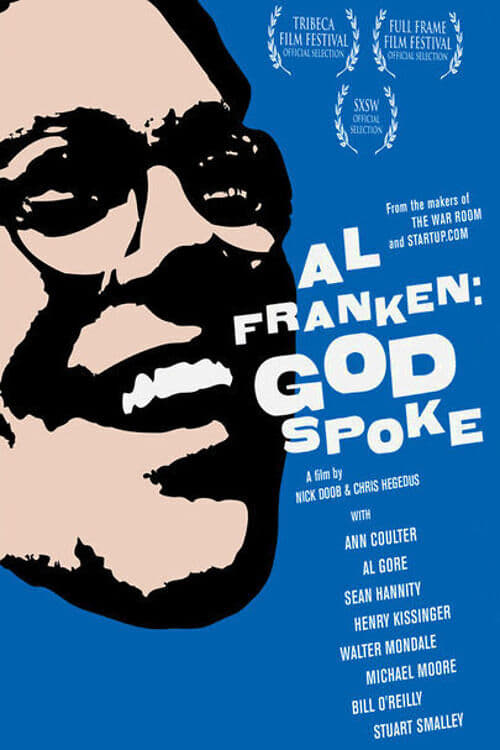 TRIBECA
FILM FESTIVAL
OFFICIAL SELECTION
FULL FRAME
FILM FESTIVAL
OFFICIAL SELECTION
SXSW
OFFICIAL
SELECTION
From the makers of
THE WAR ROOM
and STARTUP.COM
AL
FRANKEN:
GOD
SPOKE
A film by
NICK DOOB & CHRIS HEGEDUS
WITH
ANN COULTER
AL GORE
SEAN HANNITY
HENRY KISSINGER
WALTER MONDALE
MICHAEL MOORE
BILL O'REILLY
STUART SMALLEY